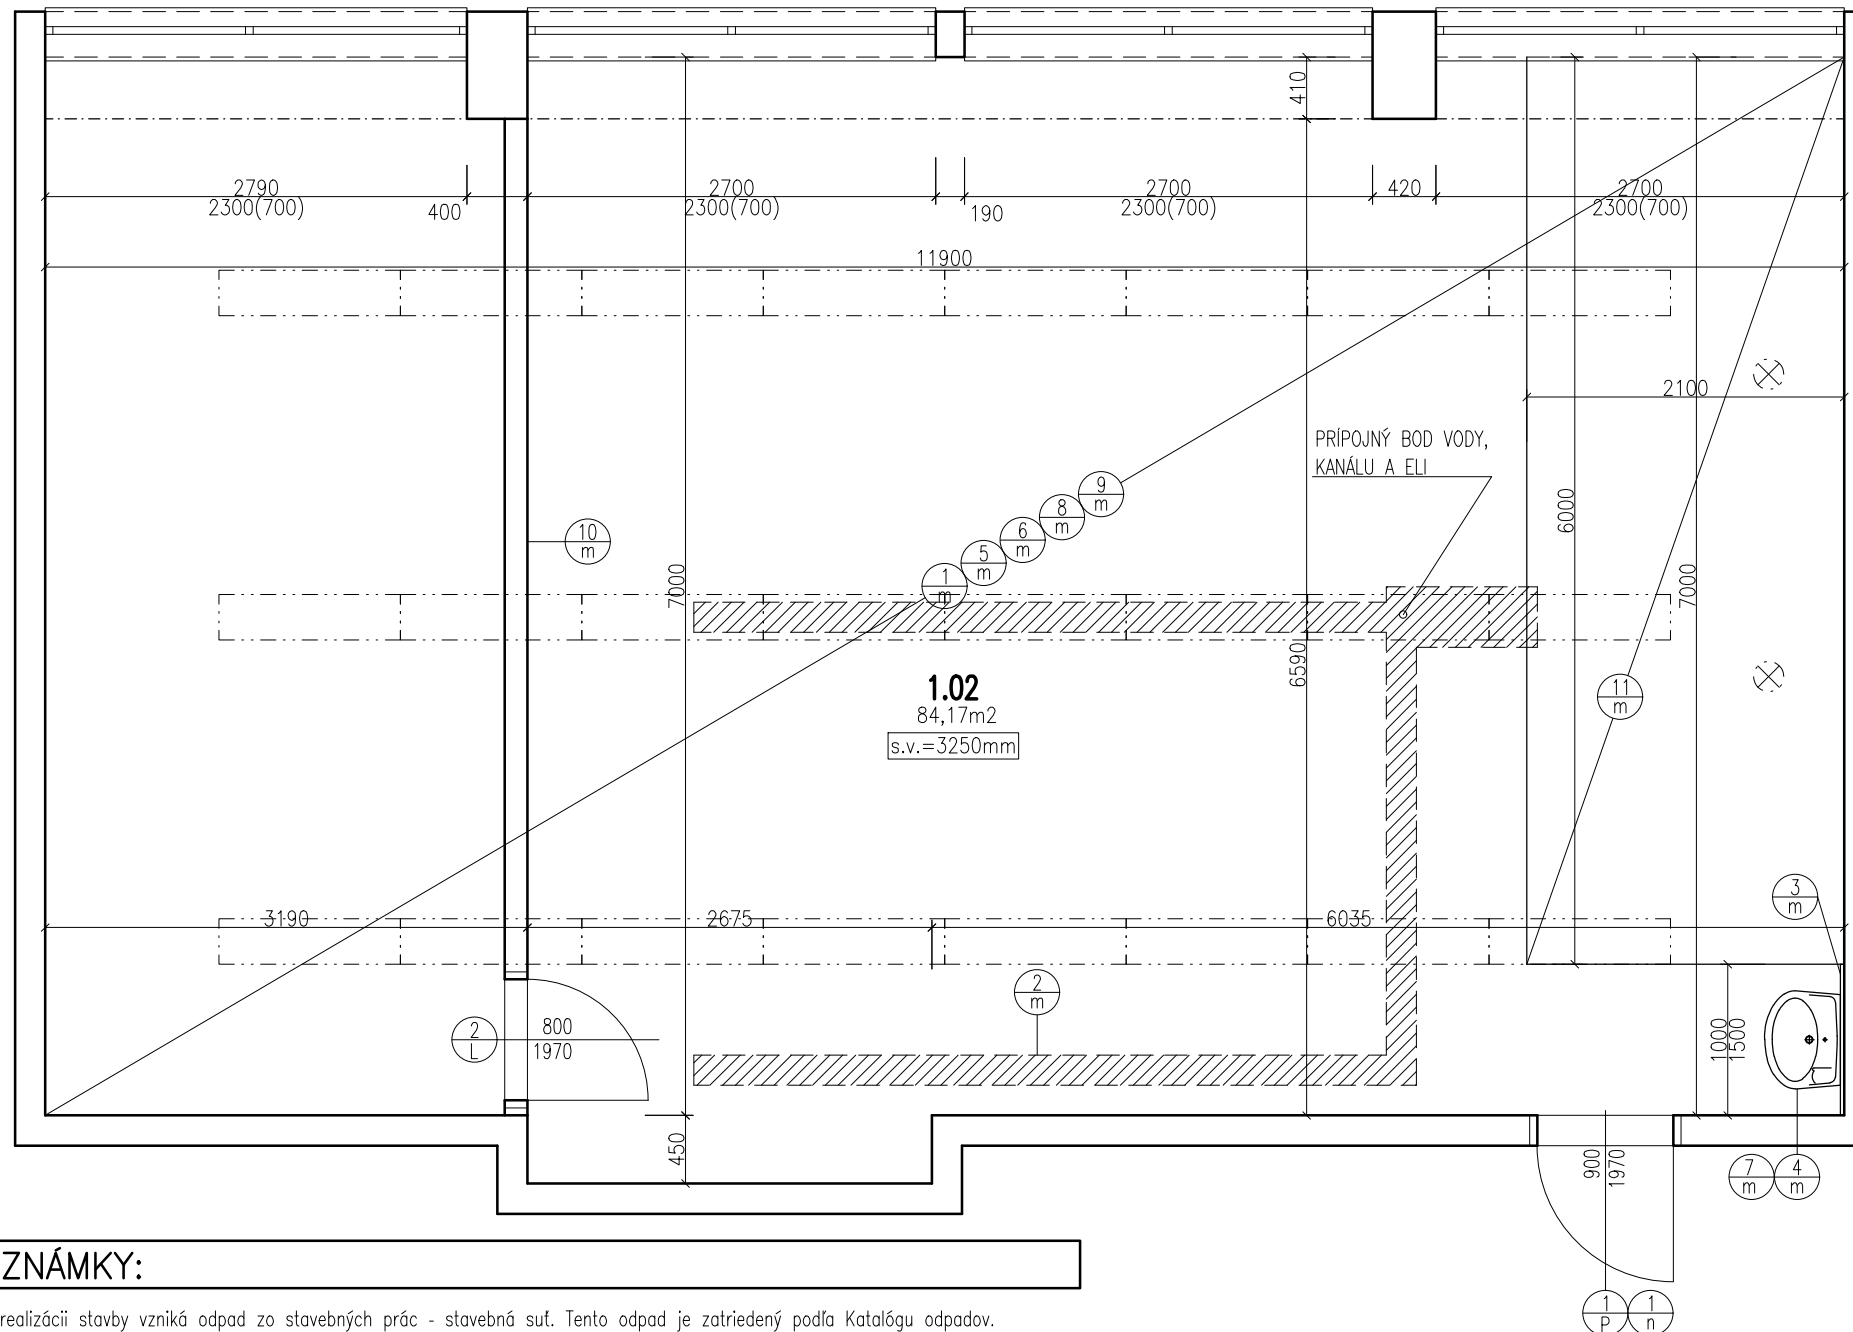 410
2790
2300(700)
400
2700
2300(700)
190
2700
2300(700)
420
2700
2300(700)
11900
2100
PRÍPOJNÝ BOD VODY,
KANÁLU A ELI
9
m
8
m
6
m
5
m
1
m
10
m
6000
7000
7000
6590
1.02
84,17m2
s.v.=3250mm
11
m
3
m
3190
2675
6035
2
m
2
L
800
1970
1000
1500
450
900
1970
7
m
4
m
ZNÁMKY:
1
P
1
n
realizácii stavby vzniká odpad zo stavebných prác - stavebná suť. Tento odpad je zatriedený podľa Katalógu odpadov.